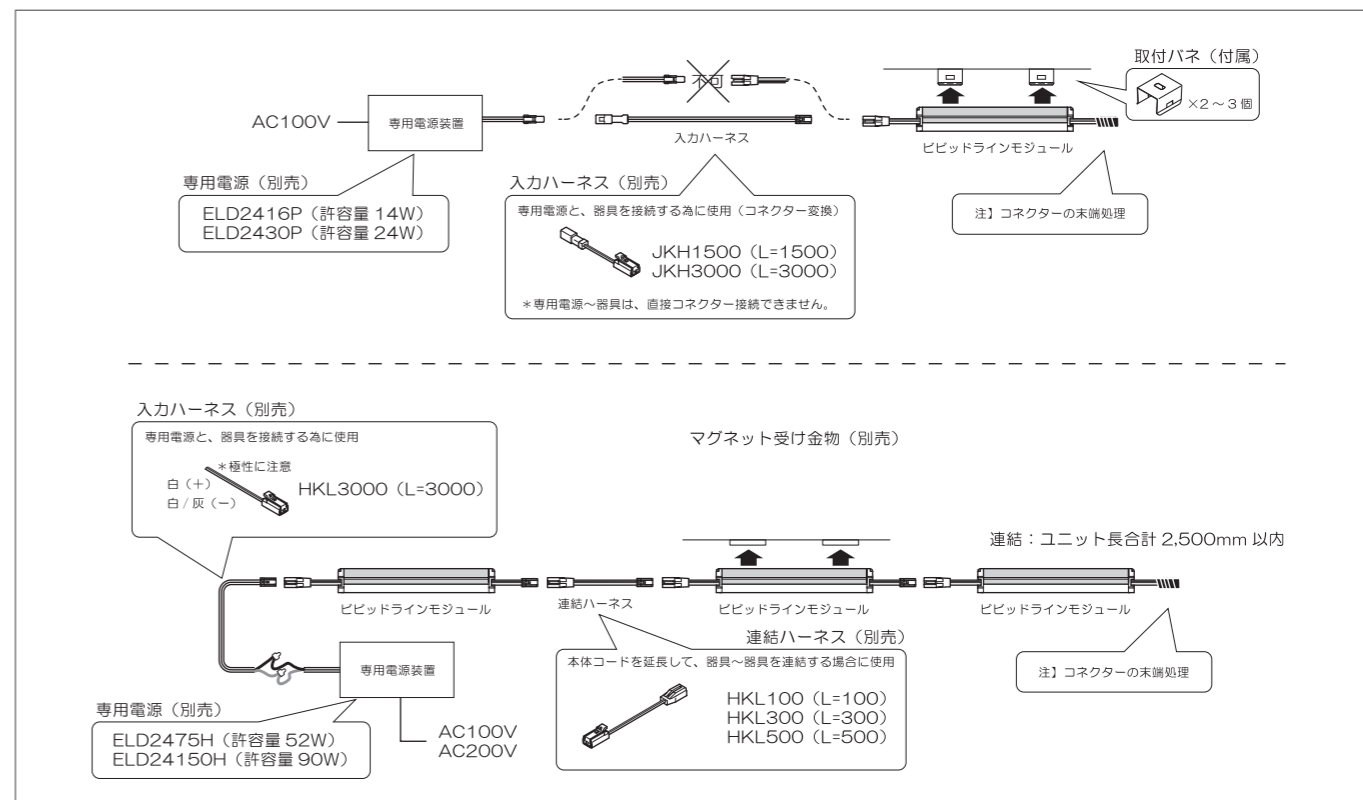 取付バネ（付属）
×2～3個
不可
AC100V
専用電源装置
入力ハーネス
ビビッドラインモジュール
専用電源（別売）
ELD2416P（許容量 14W）
ELD2430P（許容量 24W）
入力ハーネス（別売）
専用電源と、器具を接続する為に使用（コネクター変換）
JKH1500（L=1500）
JKH3000（L=3000）
＊専用電源～器具は、直接コネクター接続できません。
注】コネクターの末端処理
入力ハーネス（別売）
専用電源と、器具を接続する為に使用
＊極性に注意
白（＋）
白/灰（－）
HKL3000（L=3000）
マグネット受け金物（別売）
連結：ユニット長合計 2,500mm 以内
ビビッドラインモジュール
連結ハーネス
ビビッドラインモジュール
ビビッドラインモジュール
専用電源装置
連結ハーネス（別売）
本体コードを延長して、器具～器具を連結する場合に使用
HKL100（L=100）
HKL300（L=300）
HKL500（L=500）
注】コネクターの末端処理
専用電源（別売）
ELD2475H（許容量 52W）
ELD24150H（許容量 90W）
AC100V
AC200V